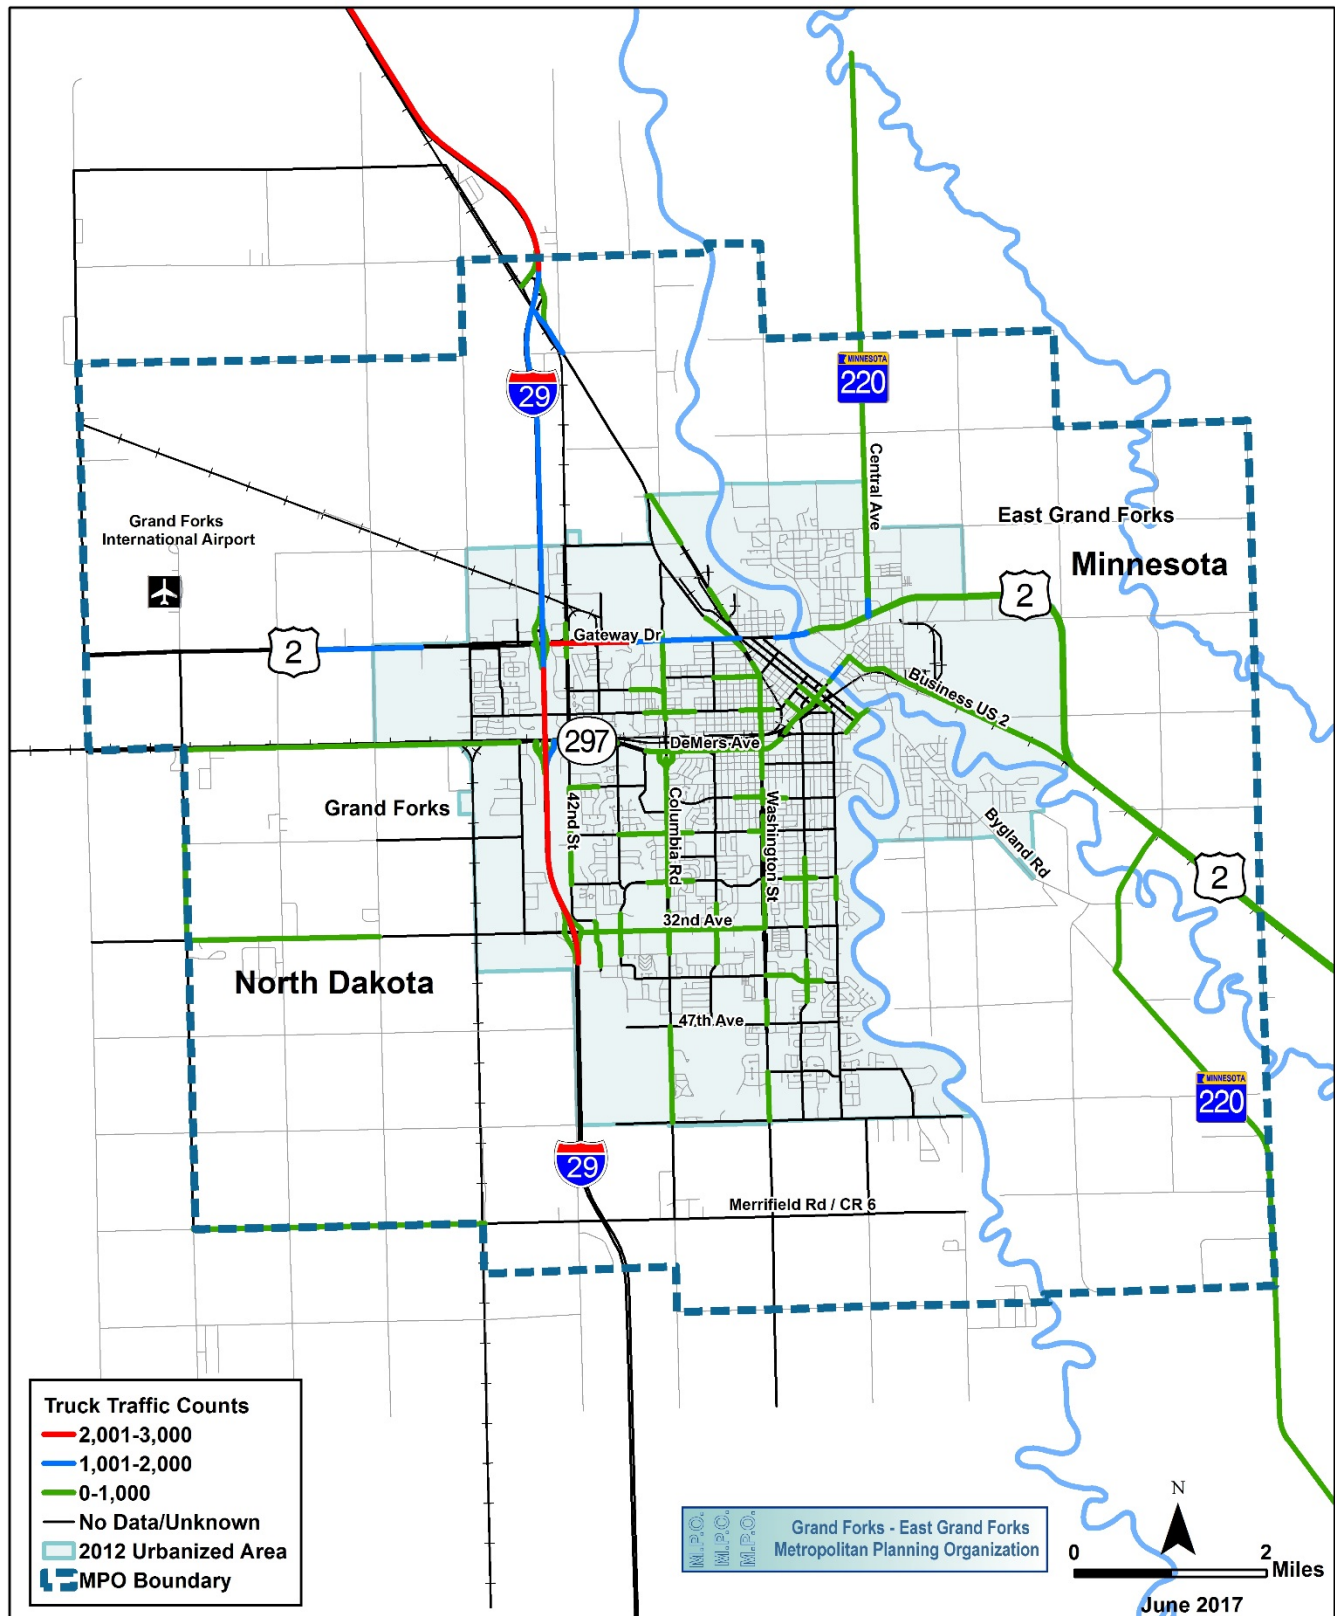 MINNESOTA
220
29
Central Ave
East Grand Forks
Minnesota
Grand Forks
International Airport
2
2
Gateway Dr
Business US 2
297
DeMers Ave
Grand Forks
42nd St
Columbia Rd
Washington St
Bygland Rd
2
32nd Ave
North Dakota
47th Ave
MINNESOTA
220
29
Merrifield Rd / CR 6
Truck Traffic Counts
2,001-3,000
1,001-2,000
0-1,000
No Data/Unknown
2012 Urbanized Area
MPO Boundary
M.P.O.
M.P.O.
M.P.O.
Grand Forks - East Grand Forks
Metropolitan Planning Organization
N
0 2
Miles
June 2017